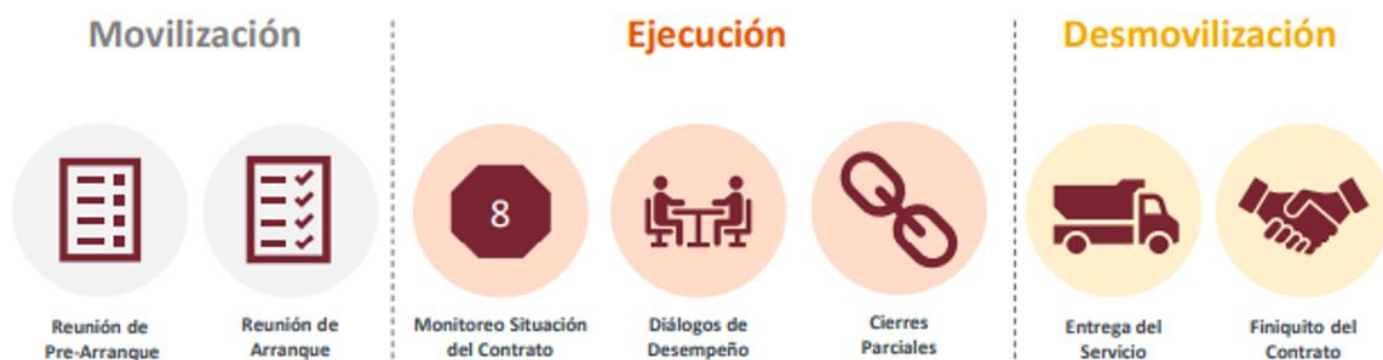 Movilización
Ejecución
Desmovilización
8
Reunión de
Pre-Arranque
Reunión de
Arranque
Monitoreo Situación
del Contrato
Diálogos de
Desempeño
Cierres
Parciales
Entrega del
Servicio
Finiquito del
Contrato